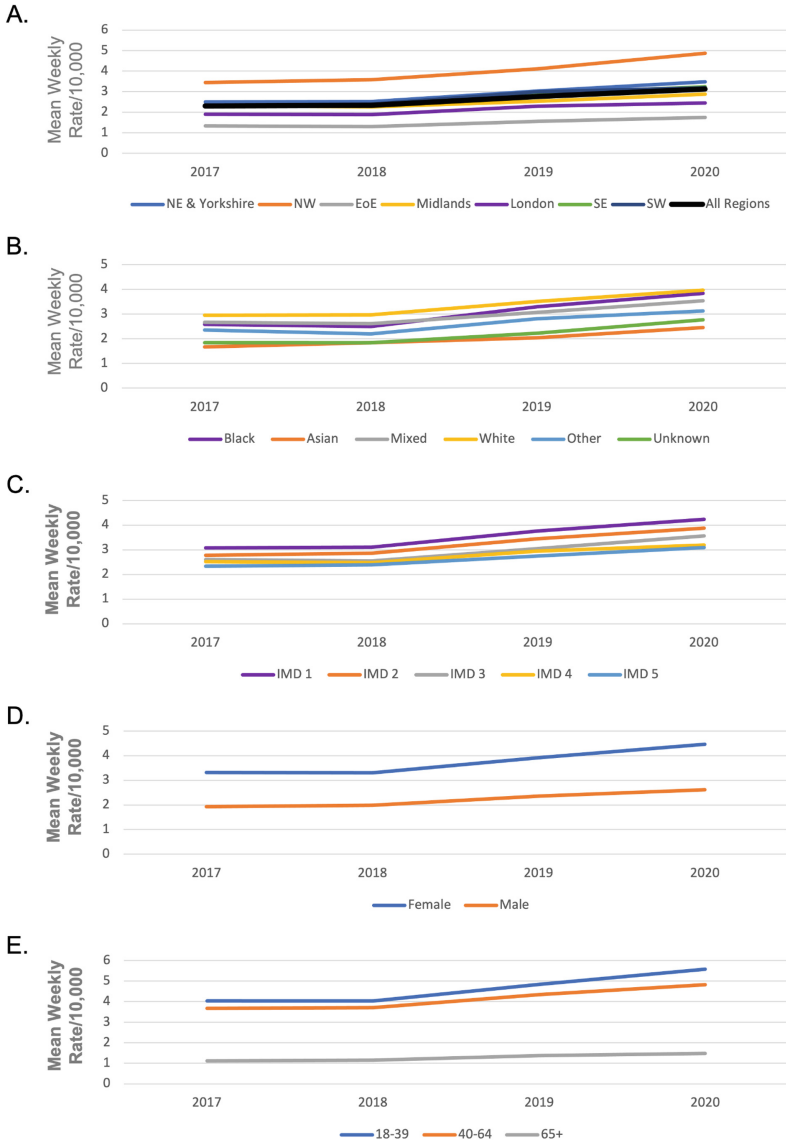 A.
Mean Weekly
Rate/10,000
6
5
4
3
2
1
0
2017 2018 2019 2020
NE & Yorkshire NW EoE Midlands London SE SW All Regions
B.
Mean Weekly
Rate/10,000
5
4
3
2
1
0
2017 2018 2019 2020
Black Asian Mixed White Other Unknown
C.
Mean Weekly
Rate/10,000
5
4
3
2
1
0
2017 2018 2019 2020
IMD 1 IMD 2 IMD 3 IMD 4 IMD 5
D.
Mean Weekly
Rate/10,000
5
4
3
2
1
0
2017 2018 2019 2020
Female Male
E.
Mean Weekly
Rate/10,000
6
5
4
3
2
1
0
2017 2018 2019 2020
18-39 40-64 65+